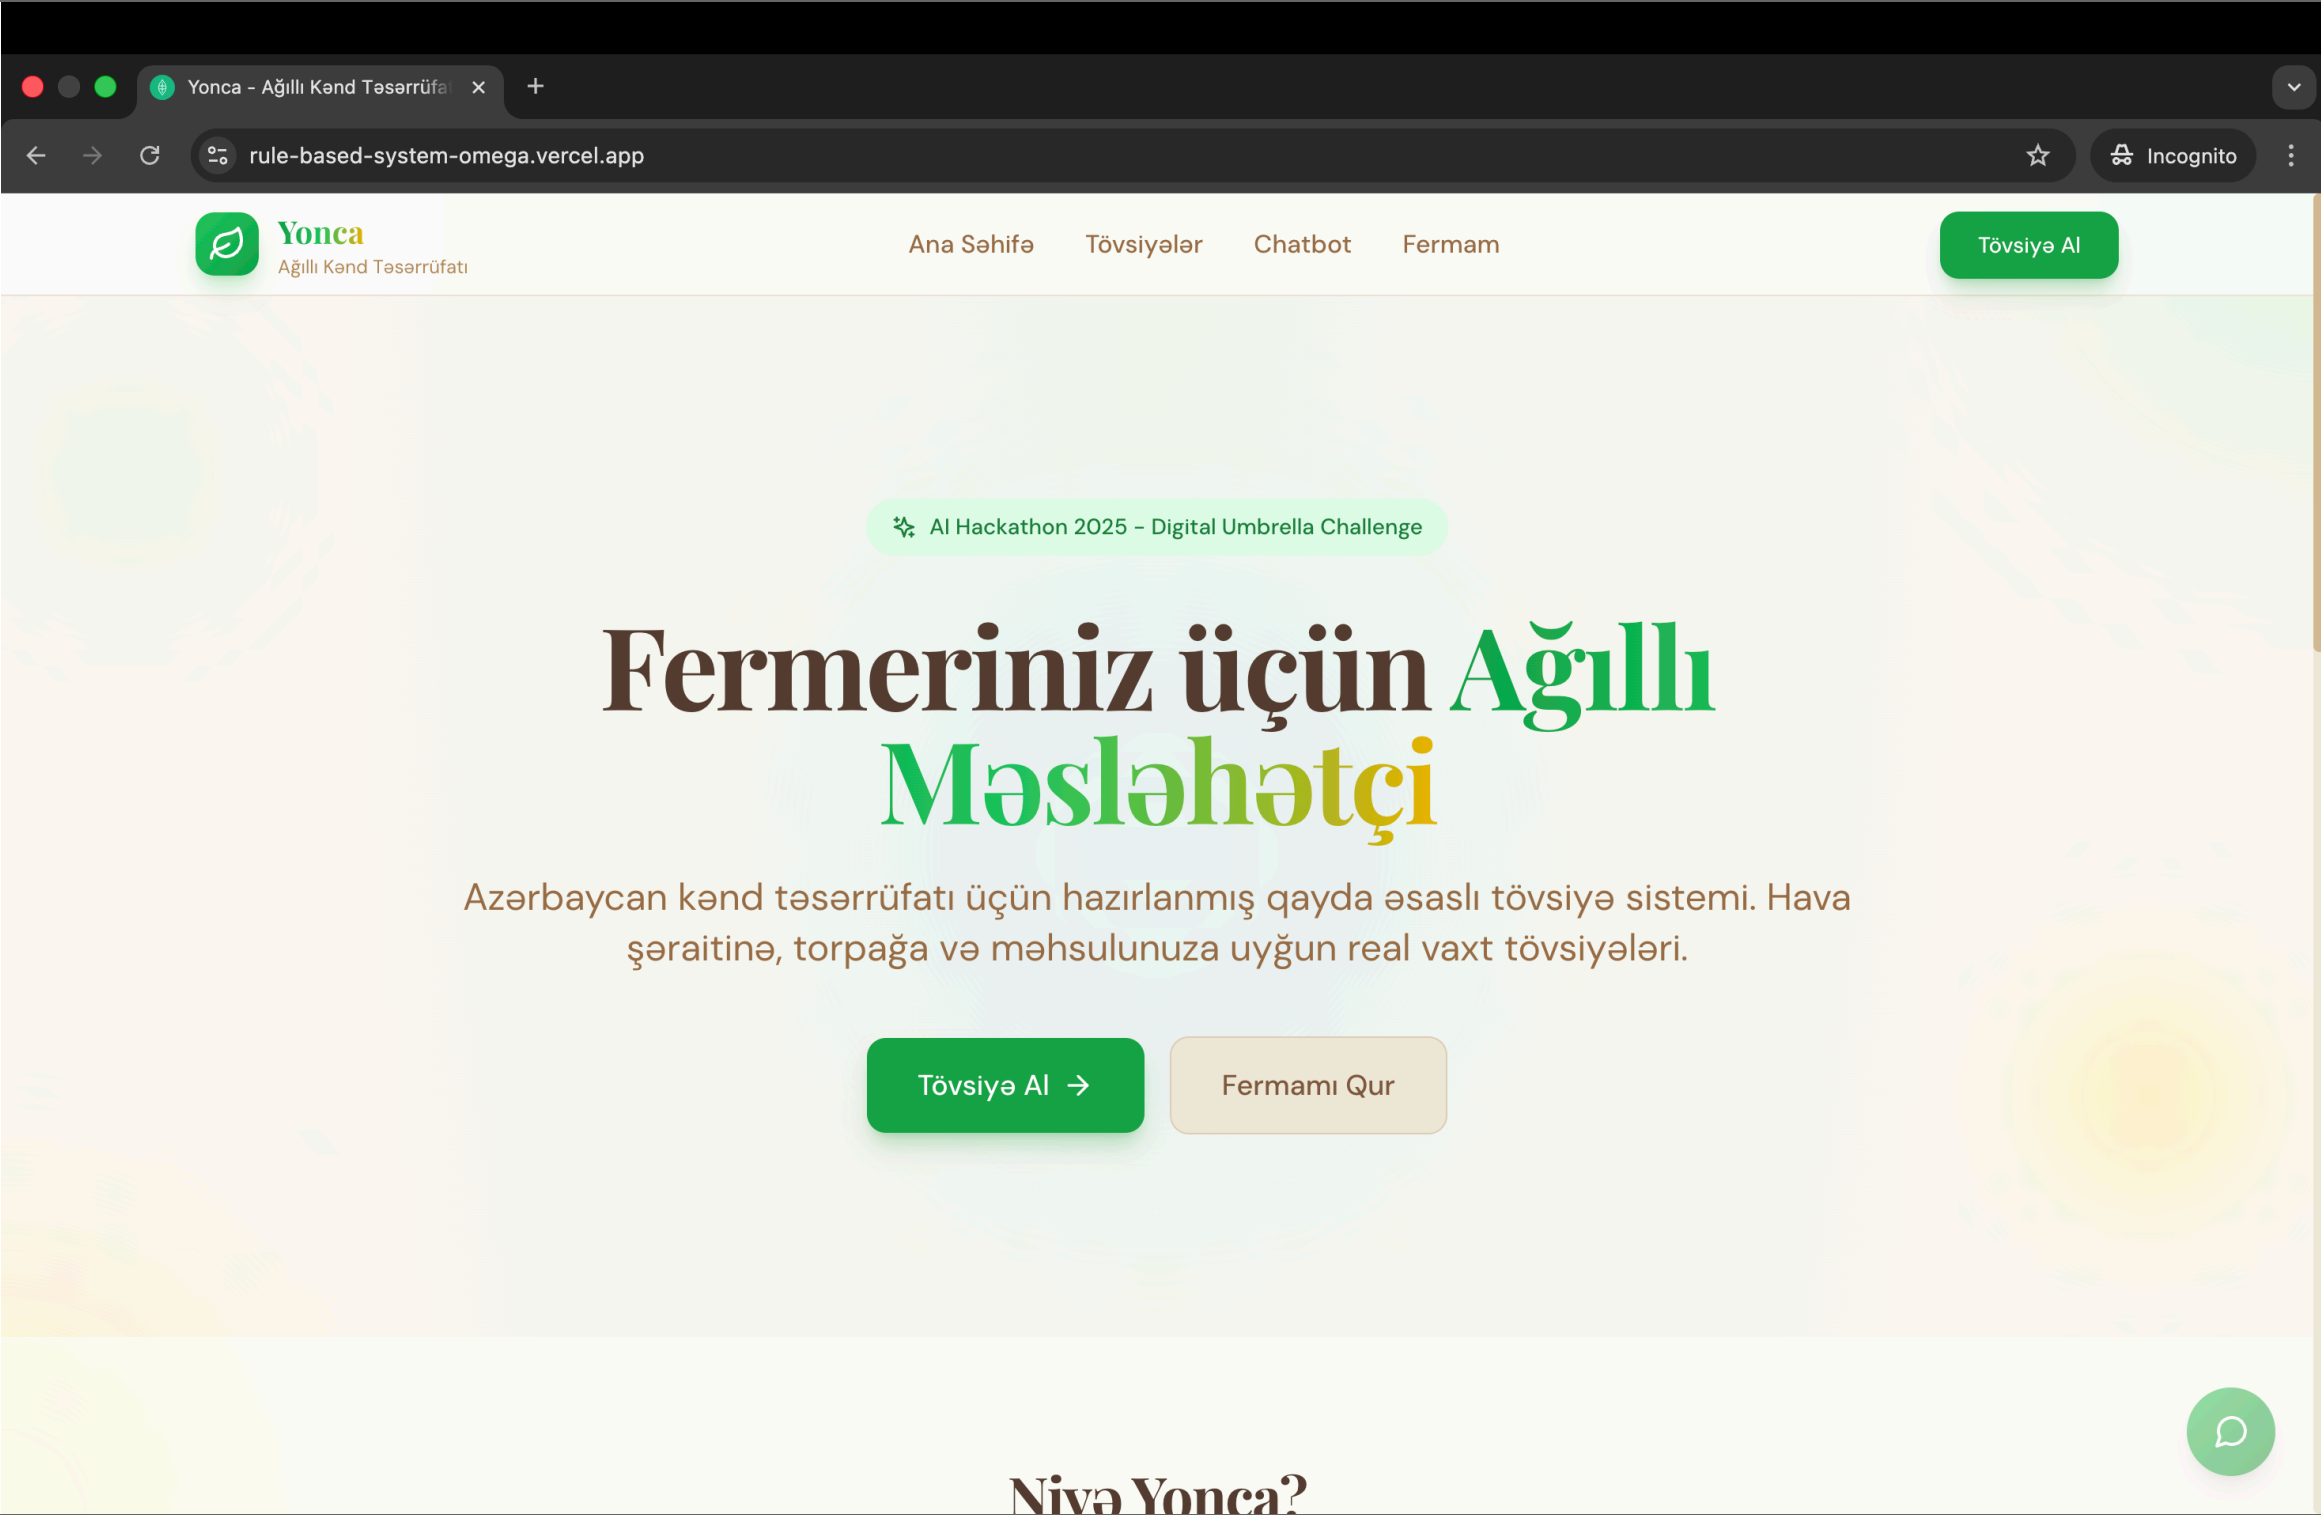 Yonca - Ağıllı Kənd Təsərrüfat
rule-based-system-omega.vercel.app
Incognito
Yonca
Ağıllı Kənd Təsərrüfatı
Ana Səhifə
Tövsiyələr
Chatbot
Fermam
Tövsiyə Al
AI Hackathon 2025 - Digital Umbrella Challenge
Fermeriniz üçün Ağıllı
Məsləhətçi
Azərbaycan kənd təsərrüfatı üçün hazırlanmış qayda əsaslı tövsiyə sistemi. Hava
şəraitinə, torpağa və məhsulunuza uyğun real vaxt tövsiyələri.
Tövsiyə Al
Fermamı Qur
Niyə Yonca?